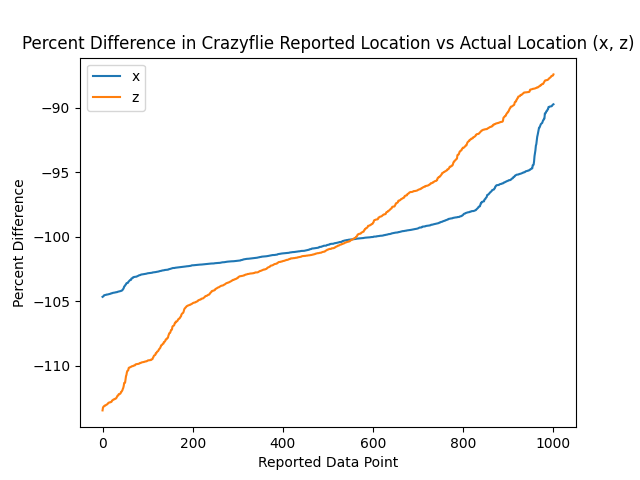 Percent Difference in Crazyflie Reported Location vs Actual Location (x, z)
x
z
Percent Difference
−90
−95
−100
−105
−110
0 200 400 600 800 1000
Reported Data Point